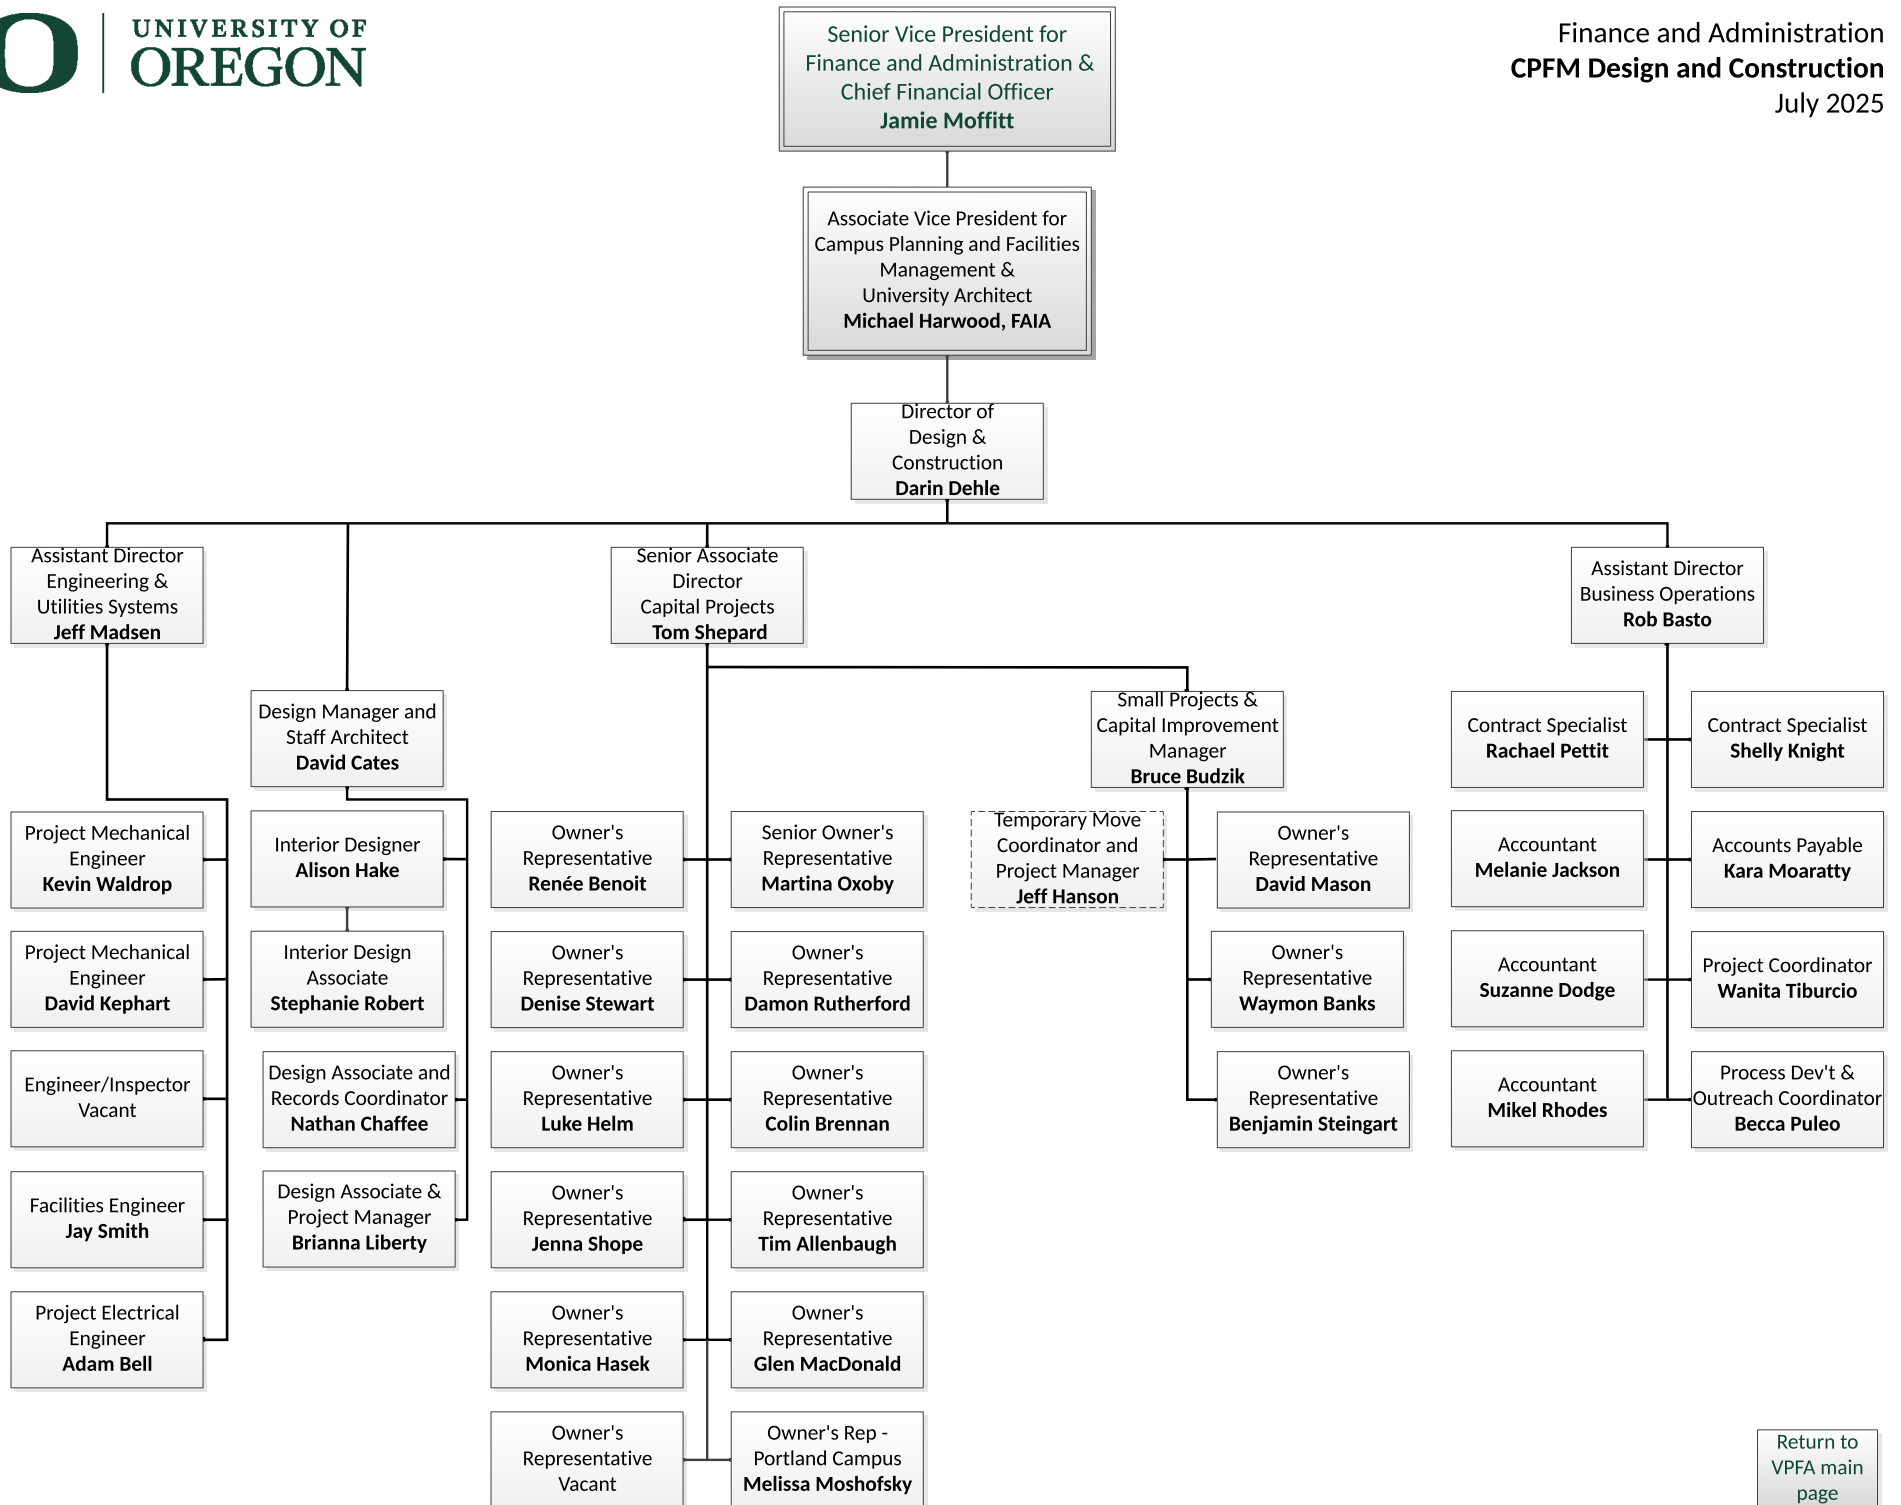 UNIVERSITY OF
OREGON
Finance and Administration
CPFM Design and Construction
July 2025
Senior Vice President for
Finance and Administration &
Chief Financial Officer
Jamie Moffitt
Associate Vice President for
Campus Planning and Facilities
Management &
University Architect
Michael Harwood, FAIA
Director of
Design &
Construction
Darin Dehle
Assistant Director
Engineering &
Utilities Systems
Jeff Madsen
Senior Associate
Director
Capital Projects
Tom Shepard
Assistant Director
Business Operations
Rob Basto
Design Manager and
Staff Architect
David Cates
Small Projects &
Capital Improvement
Manager
Bruce Budzik
Contract Specialist
Rachael Pettit
Contract Specialist
Shelly Knight
Project Mechanical
Engineer
Kevin Waldrop
Interior Designer
Alison Hake
Owner's
Representative
Renée Benoit
Senior Owner's
Representative
Martina Oxoby
Temporary Move
Coordinator and
Project Manager
Jeff Hanson
Owner's
Representative
David Mason
Accountant
Melanie Jackson
Accounts Payable
Kara Moaratty
Project Mechanical
Engineer
David Kephart
Interior Design
Associate
Stephanie Robert
Owner's
Representative
Denise Stewart
Owner's
Representative
Damon Rutherford
Owner's
Representative
Waymon Banks
Accountant
Suzanne Dodge
Project Coordinator
Wanita Tiburcio
Engineer/Inspector
Vacant
Design Associate and
Records Coordinator
Nathan Chaffee
Owner's
Representative
Luke Helm
Owner's
Representative
Colin Brennan
Owner's
Representative
Benjamin Steingart
Accountant
Mikel Rhodes
Process Dev't &
Outreach Coordinator
Becca Puleo
Facilities Engineer
Jay Smith
Design Associate &
Project Manager
Brianna Liberty
Owner's
Representative
Jenna Shope
Owner's
Representative
Tim Allenbaugh
Project Electrical
Engineer
Adam Bell
Owner's
Representative
Monica Hasek
Owner's
Representative
Glen MacDonald
Owner's
Representative
Vacant
Owner's Rep -
Portland Campus
Melissa Moshofsky
Return to
VPFA main
page